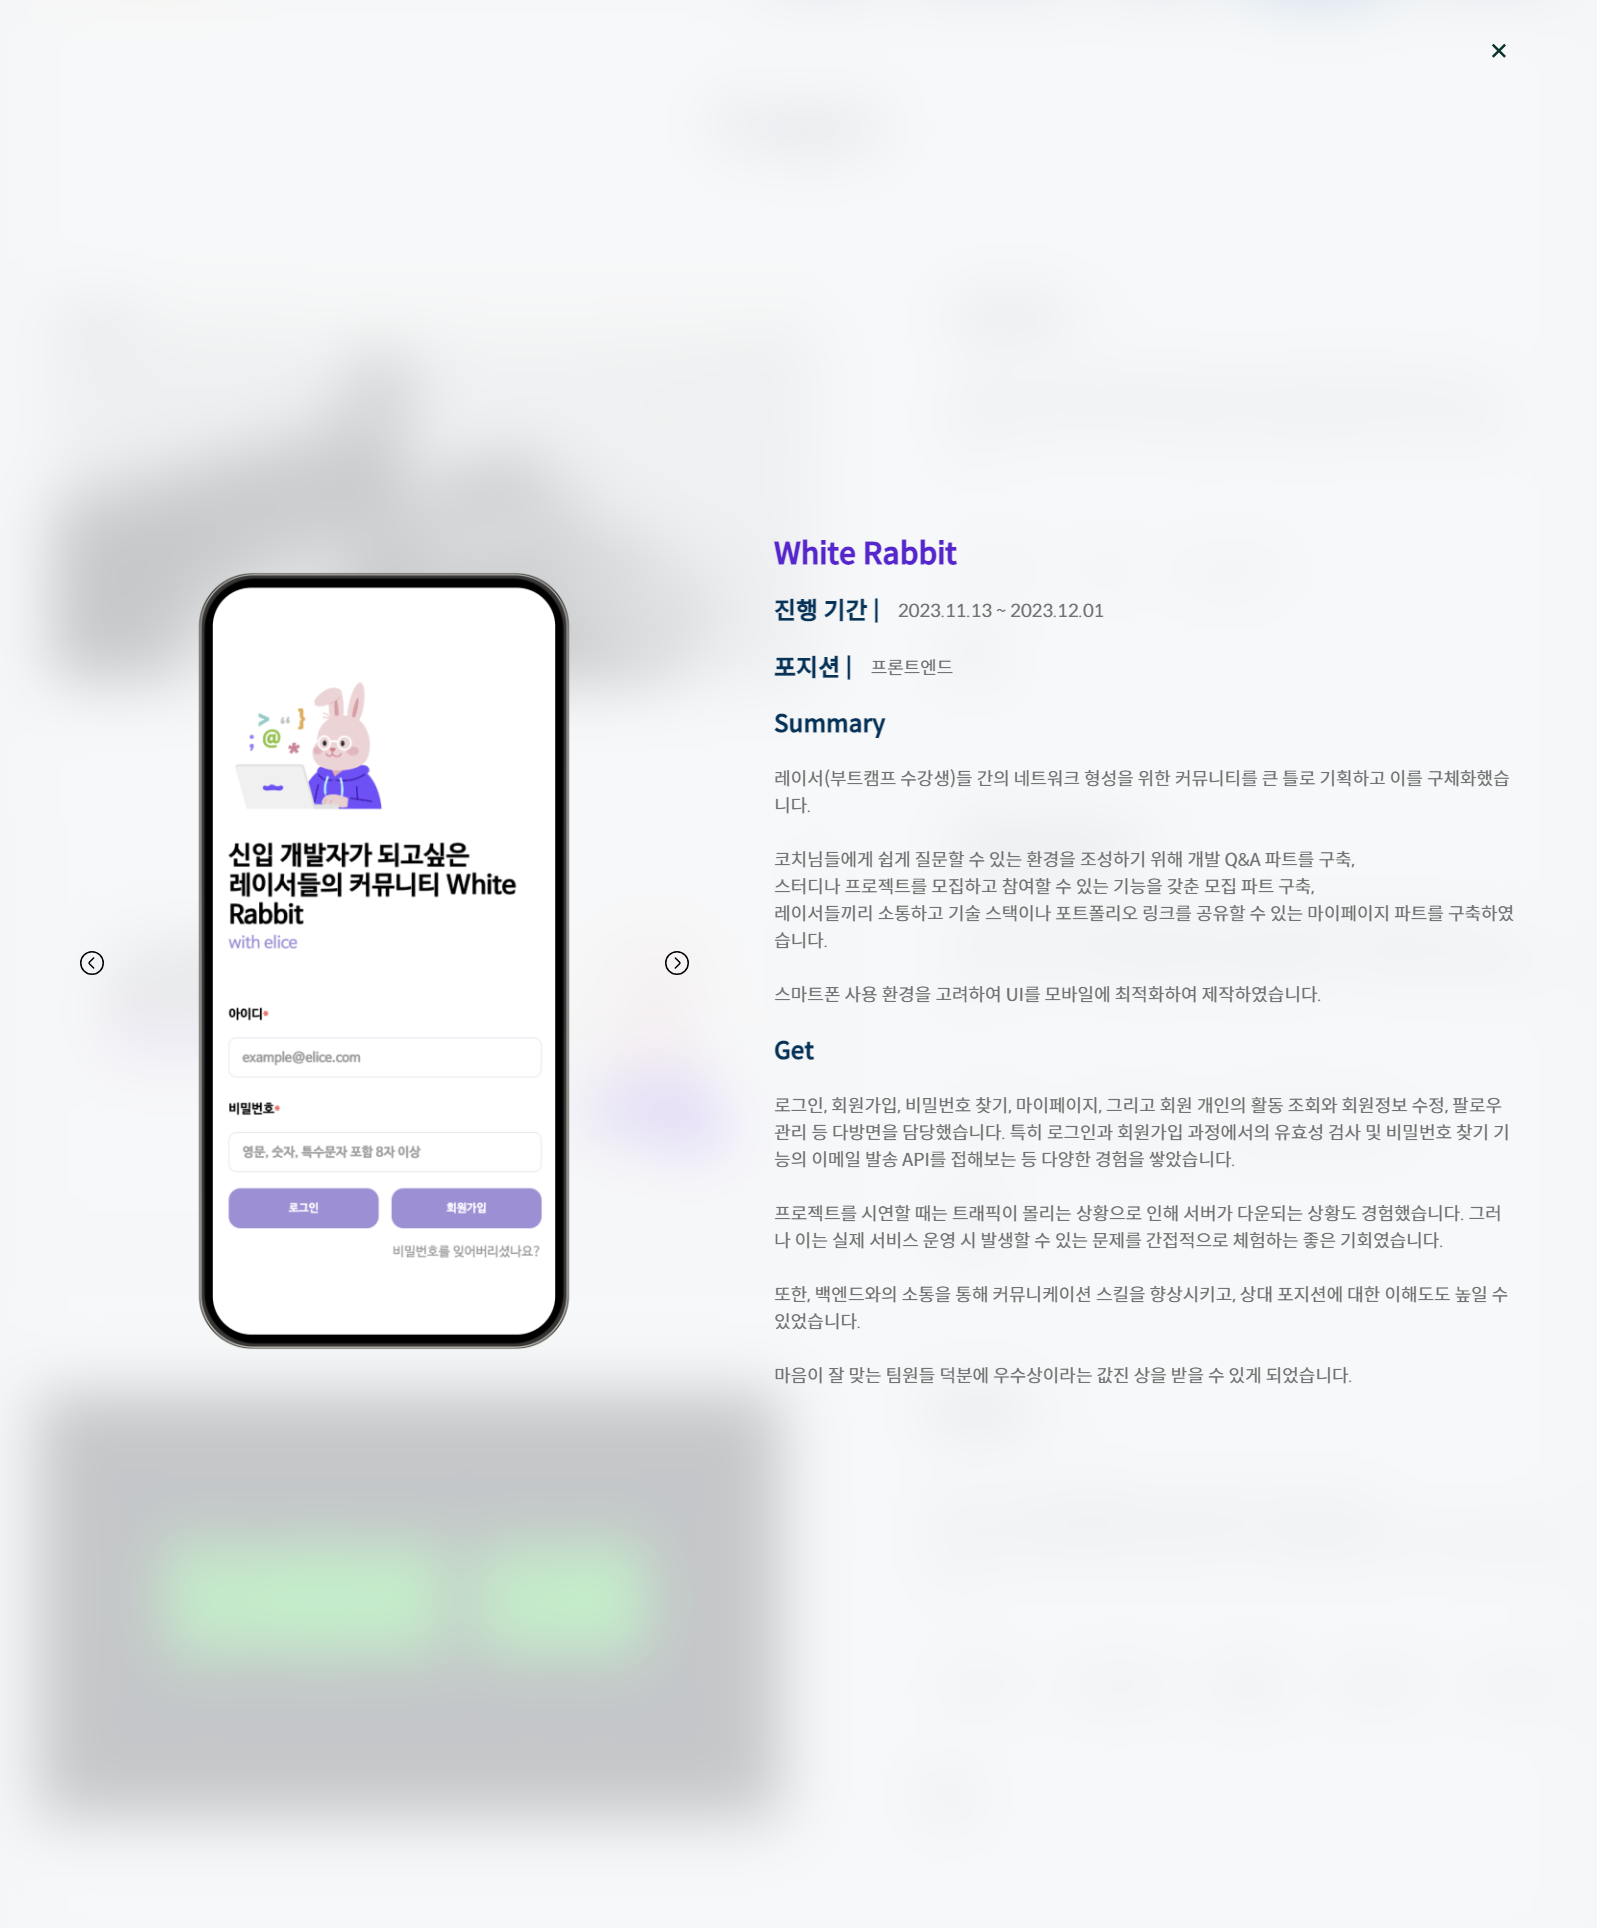 > “ }
; @ *
신입 개발자가 되고싶은
레이서들의 커뮤니티 White
Rabbit
with elice
아이디*
example@elice.com
비밀번호*
영문, 숫자, 특수문자 포함 8자 이상
로그인 회원가입
비밀번호를 잊어버리셨나요?
White Rabbit
진행 기간 | 2023.11.13 ~ 2023.12.01
포지션 | 프론트엔드
Summary
레이서(부트캠프 수강생)들 간의 네트워크 형성을 위한 커뮤니티를 큰 틀로 기획하고 이를 구체화했습
니다.
코치님들에게 쉽게 질문할 수 있는 환경을 조성하기 위해 개발 Q&A 파트를 구축,
스터디나 프로젝트를 모집하고 참여할 수 있는 기능을 갖춘 모집 파트 구축,
레이서들끼리 소통하고 기술 스택이나 포트폴리오 링크를 공유할 수 있는 마이페이지 파트를 구축하였
습니다.
스마트폰 사용 환경을 고려하여 UI를 모바일에 최적화하여 제작하였습니다.
Get
로그인, 회원가입, 비밀번호 찾기, 마이페이지, 그리고 회원 개인의 활동 조회와 회원정보 수정, 팔로우
관리 등 다방면을 담당했습니다. 특히 로그인과 회원가입 과정에서의 유효성 검사 및 비밀번호 찾기 기
능의 이메일 발송 API를 접해보는 등 다양한 경험을 쌓았습니다.
프로젝트를 시연할 때는 트래픽이 몰리는 상황으로 인해 서버가 다운되는 상황도 경험했습니다. 그러
나 이는 실제 서비스 운영 시 발생할 수 있는 문제를 간접적으로 체험하는 좋은 기회였습니다.
또한, 백엔드와의 소통을 통해 커뮤니케이션 스킬을 향상시키고, 상대 포지션에 대한 이해도도 높일 수
있었습니다.
마음이 잘 맞는 팀원들 덕분에 우수상이라는 값진 상을 받을 수 있게 되었습니다.